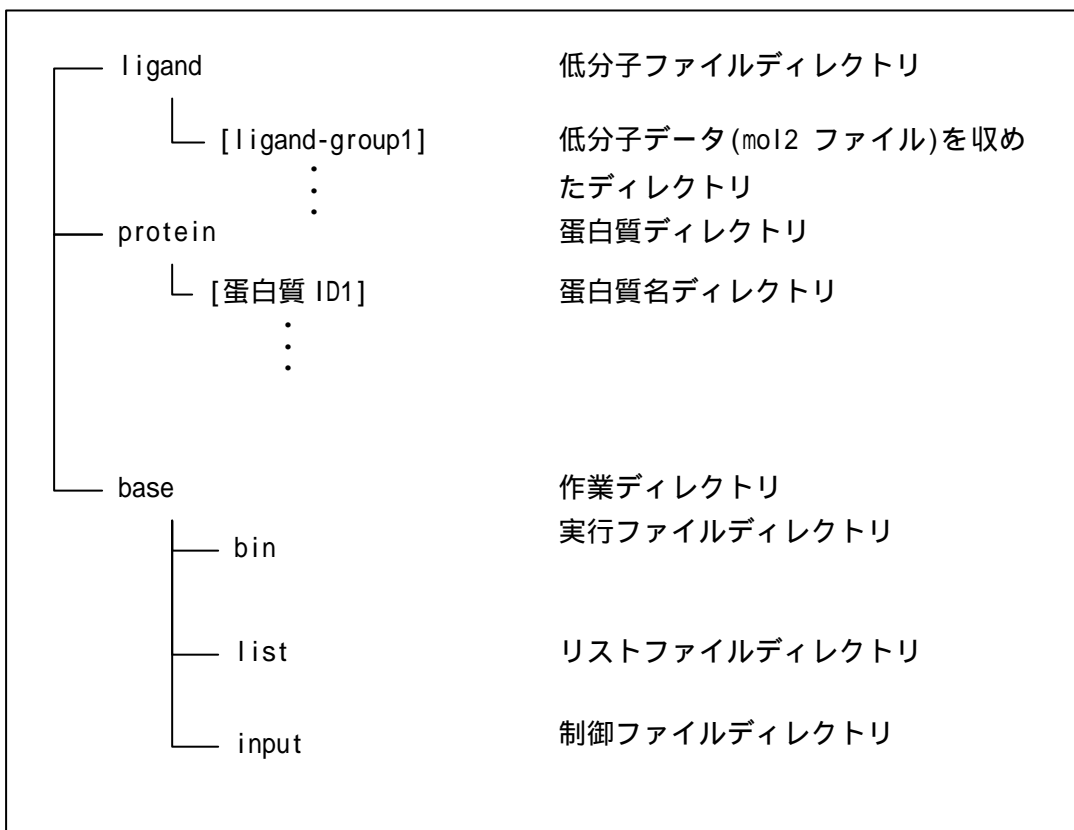 ligand 低分子ファイルディレクトリ
[ligand-group1] 低分子データ(mol2 ファイル)を収め
たディレクトリ
protein 蛋白質ディレクトリ
[蛋白質 ID1] 蛋白質名ディレクトリ
base 作業ディレクトリ
実行ファイルディレクトリ
bin
list リストファイルディレクトリ
input 制御ファイルディレクトリ